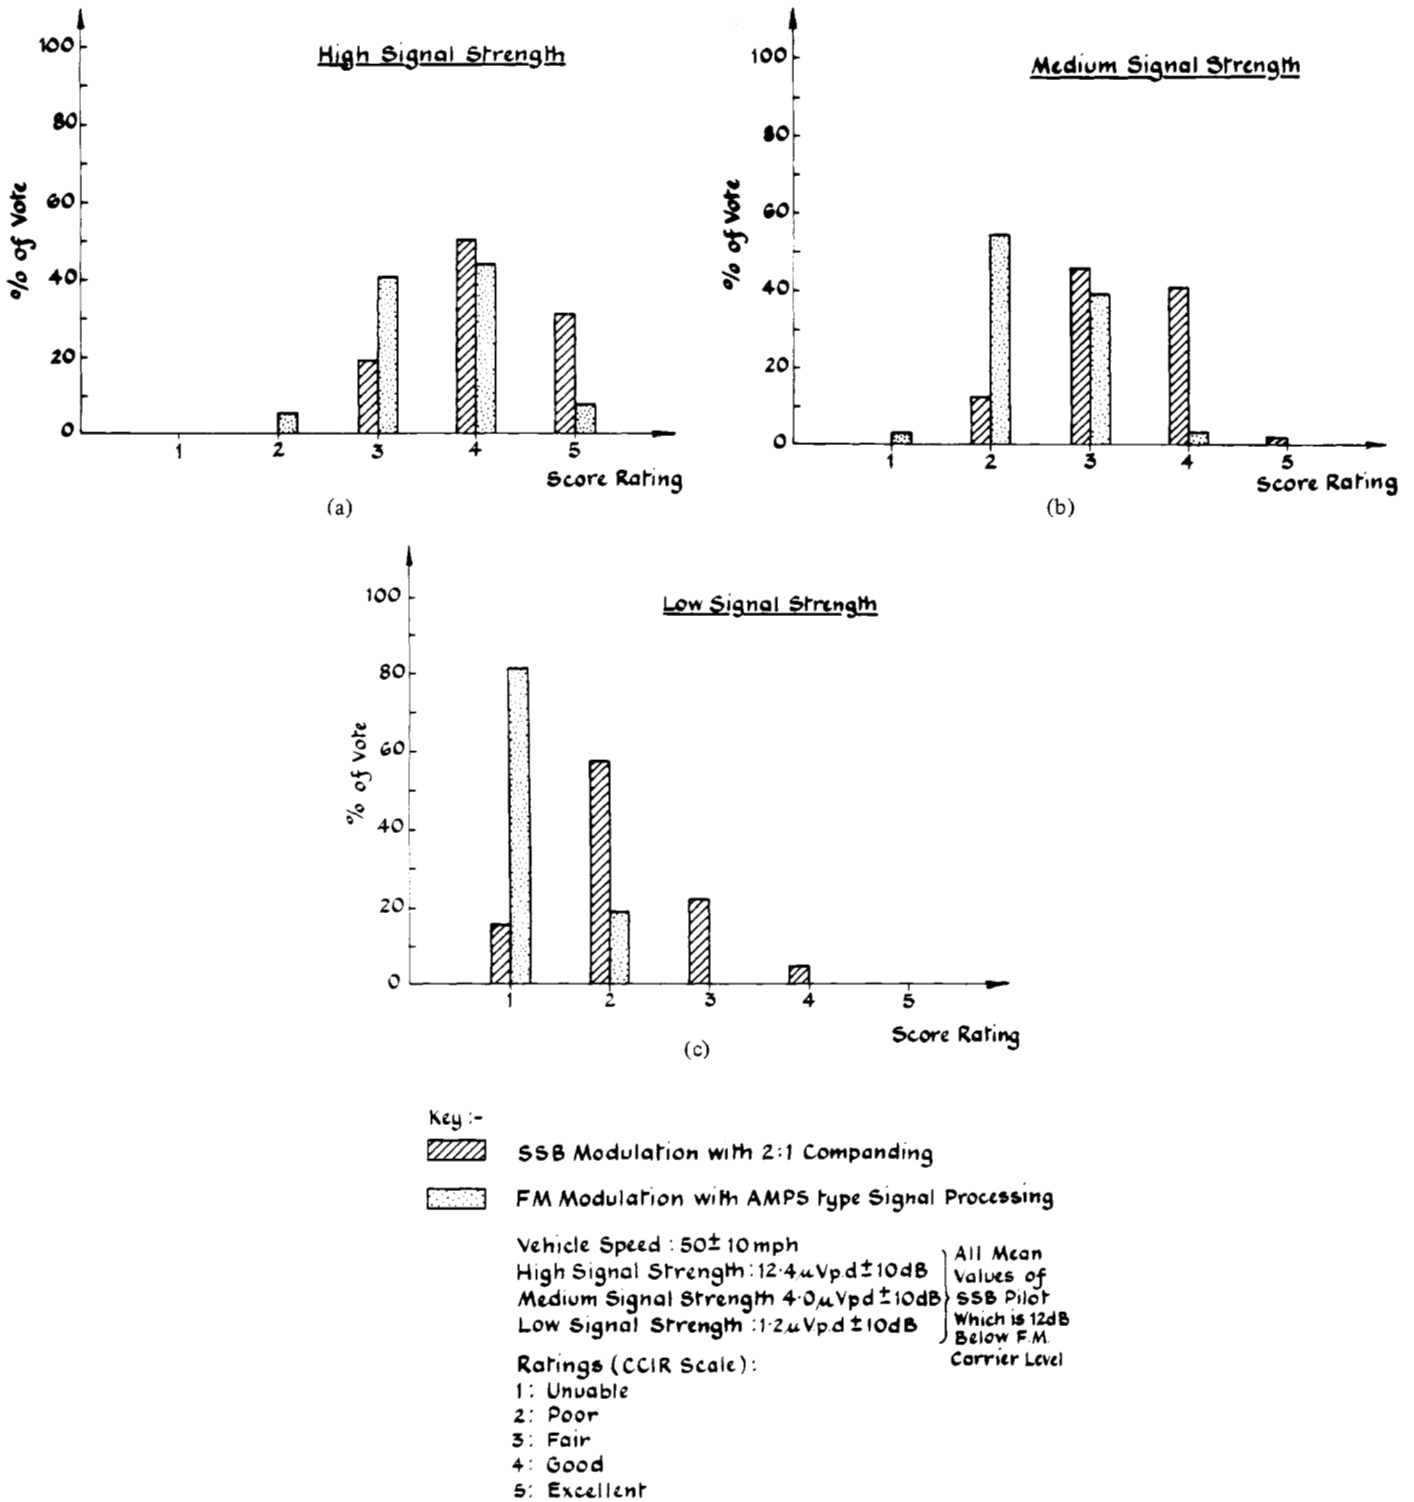 High Signal Strength
100
80
60
40
20
0
% of Vote
1 2 3 4 5
Score Rating
(a)
Medium Signal Strength
100
80
60
40
20
0
% of Vote
1 2 3 4 5
Score Rating
(b)
Low Signal Strength
100
80
60
40
20
0
% of Vote
1 2 3 4 5
Score Rating
(c)
Key :-
SSB Modulation with 2:1 Companding
FM Modulation with AMPS type Signal Processing
Vehicle Speed : 50± 10mph
High Signal Strength : 12·4μVp.d±10dB
Medium Signal Strength 4·0μVpd ±10dB
Low Signal Strength : 1·2μVp.d ±10dB
All Mean
Values of
SSB Pilot
Which is 12dB
Below F.M.
Carrier Level
Ratings (CCIR Scale) :
1: Unuable
2: Poor
3: Fair
4: Good
5: Excellent